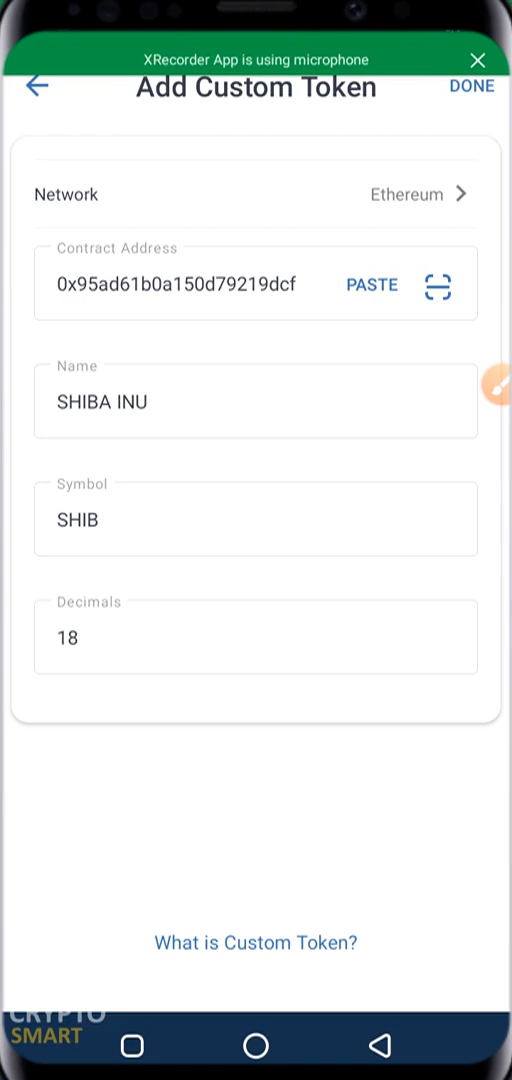 XRecorder App is using microphone
Add Custom Token
DONE
Network
Ethereum
Contract Address
0x95ad61b0a150d79219dcf
PASTE
Name
SHIBA INU
Symbol
SHIB
Decimals
18
What is Custom Token?
CRYPTO
SMART